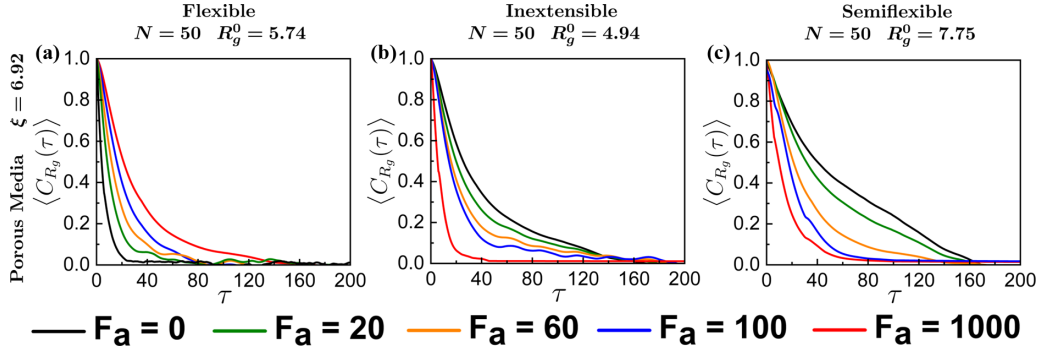 Flexible
N = 50 R_g^0 = 5.74
Inextensible
N = 50 R_g^0 = 4.94
Semiflexible
N = 50 R_g^0 = 7.75
Porous Media ξ = 6.92
(a)
⟨C_{R_g}(τ)⟩
1.0
0.8
0.6
0.4
0.2
0.0
0 40 80 120 160 200
τ
(b)
⟨C_{R_g}(τ)⟩
1.0
0.8
0.6
0.4
0.2
0.0
0 40 80 120 160 200
τ
(c)
⟨C_{R_g}(τ)⟩
1.0
0.8
0.6
0.4
0.2
0.0
0 40 80 120 160 200
τ
F_a = 0 F_a = 20 F_a = 60 F_a = 100 F_a = 1000